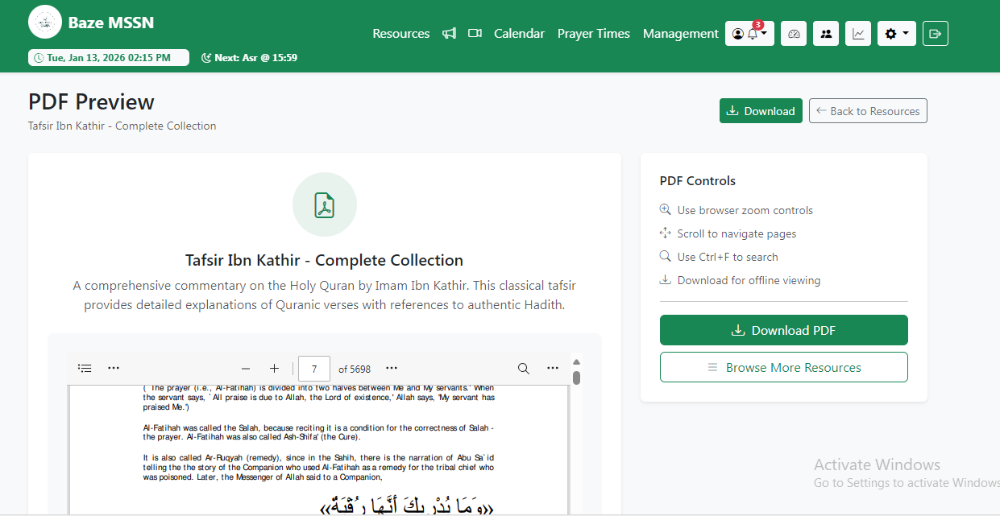 Baze MSSN
Resources
Calendar
Prayer Times
Management
3
Tue, Jan 13, 2026 02:15 PM
Next: Asr @ 15:59
PDF Preview
Tafsir Ibn Kathir - Complete Collection
Download
Back to Resources
Tafsir Ibn Kathir - Complete Collection
A comprehensive commentary on the Holy Quran by Imam Ibn Kathir. This classical tafsir
provides detailed explanations of Quranic verses with references to authentic Hadith.
7 of 5698
(`The prayer (i.e., Al-Fatihah) is divided into two halves between Me and My servants.' When
the servant says, `All praise is due to Allah, the Lord of existence,' Allah says, 'My servant has
praised Me.')
Al-Fatihah was called the Salah, because reciting it is a condition for the correctness of Salah -
the prayer. Al-Fatihah was also called Ash-Shifa' (the Cure).
It is also called Ar-Ruqyah (remedy), since in the Sahih, there is the narration of Abu Sa`id
telling the the story of the Companion who used Al-Fatihah as a remedy for the tribal chief who
was poisoned. Later, the Messenger of Allah said to a Companion,
«وَمَا يُدْرِيكَ أَنَّهَا رُقْيَةٌ»
PDF Controls
Use browser zoom controls
Scroll to navigate pages
Use Ctrl+F to search
Download for offline viewing
Download PDF
Browse More Resources
Activate Windows
Go to Settings to activate Windows